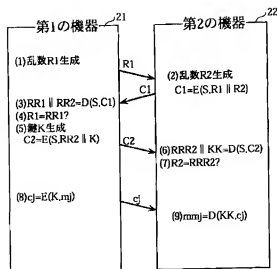 第1の機器
21
第2の機器
22
(1)乱数R1生成
R1
(2)乱数R2生成
C1=E(S,R1∥R2)
C1
(3)RR1∥RR2=D(S,C1)
(4)R1=RR1?
(5)鍵K生成
C2=E(S,RR2∥K)
C2
(6)RRR2∥KK=D(S,C2)
(7)R2=RRR2?
(8)cj=E(K,mj)
cj
(9)mmj=D(KK,cj)